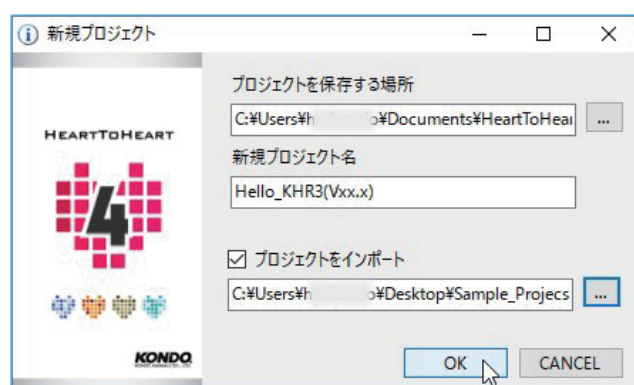 新規プロジェクト
プロジェクトを保存する場所
C:¥Users¥h o¥Documents¥HeartToHear
...
HEARTTOHEART
4
新規プロジェクト名
Hello_KHR3(Vxx.x)
プロジェクトをインポート
C:¥Users¥h o¥Desktop¥Sample_Projecs
...
KONDO
OK
CANCEL